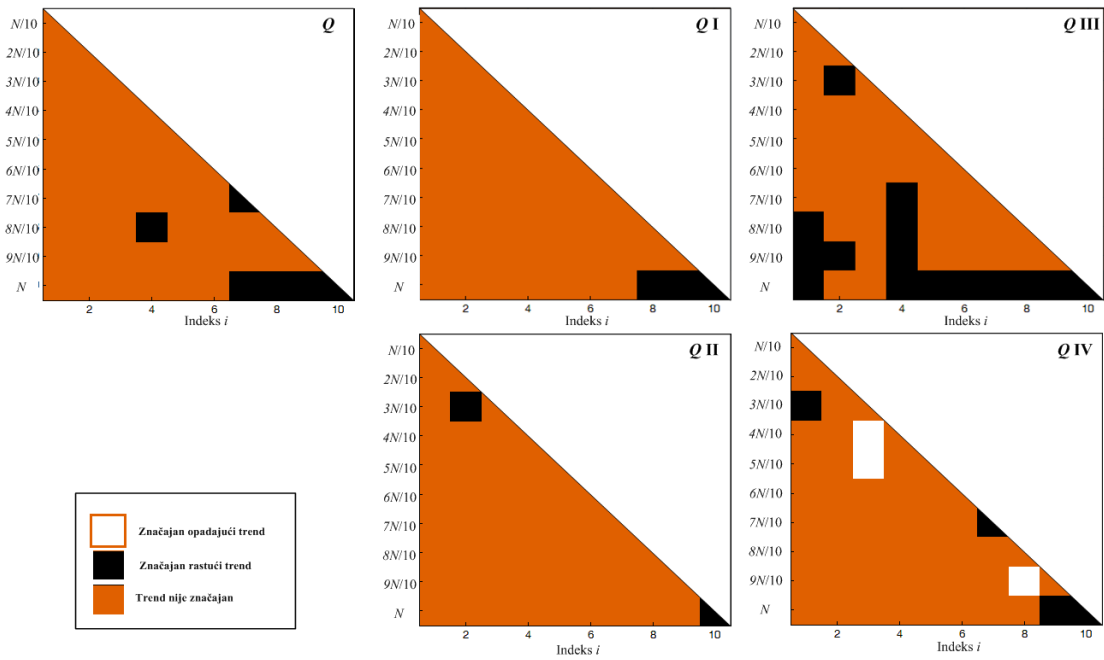 Q
N/10
2N/10
3N/10
4N/10
5N/10
6N/10
7N/10
8N/10
9N/10
N
2 4 6 8 10
Indeks i
Q I
N/10
2N/10
3N/10
4N/10
5N/10
6N/10
7N/10
8N/10
9N/10
N
2 4 6 8 10
Indeks i
Q III
N/10
2N/10
3N/10
4N/10
5N/10
6N/10
7N/10
8N/10
9N/10
N
2 4 6 8 10
Indeks i
Q II
N/10
2N/10
3N/10
4N/10
5N/10
6N/10
7N/10
8N/10
9N/10
N
2 4 6 8 10
Indeks i
Q IV
N/10
2N/10
3N/10
4N/10
5N/10
6N/10
7N/10
8N/10
9N/10
N
2 4 6 8 10
Indeks i
Značajan opadajući trend
Značajan rastući trend
Trend nije značajan